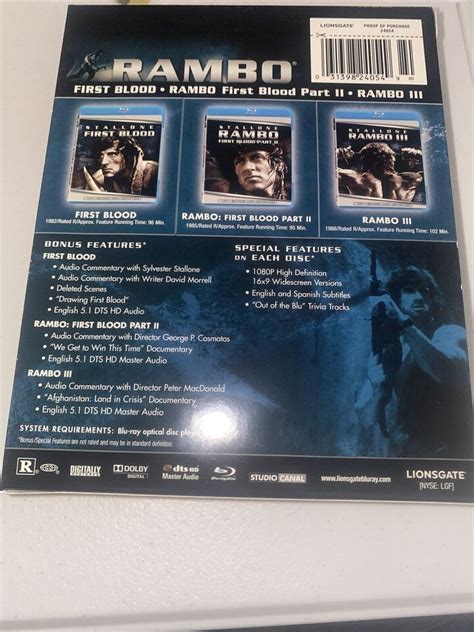 LIONSGATE
PROOF OF PURCHASE
24054
0 31398 24054 9
RAMBO
FIRST BLOOD • RAMBO First Blood Part II • RAMBO III
STALLONE
FIRST BLOOD
STALLONE
RAMBO
FIRST BLOOD PART II
STALLONE
RAMBO III
FIRST BLOOD
1982/Rated R/Approx. Feature Running Time: 96 Min.
RAMBO: FIRST BLOOD PART II
1985/Rated R/Approx. Feature Running Time: 95 Min.
RAMBO III
1988/Rated R/Approx. Feature Running Time: 102 Min.
BONUS FEATURES*
FIRST BLOOD
• Audio Commentary with Sylvester Stallone
• Audio Commentary with Writer David Morrell
• Deleted Scenes
• "Drawing First Blood"
• English 5.1 DTS HD Audio
RAMBO: FIRST BLOOD PART II
• Audio Commentary with Director George P. Cosmatos
• "We Get to Win This Time" Documentary
• English 5.1 DTS HD Master Audio
RAMBO III
• Audio Commentary with Director Peter MacDonald
• "Afghanistan: Land in Crisis" Documentary
• English 5.1 DTS HD Master Audio
SPECIAL FEATURES
ON EACH DISC*
• 1080P High Definition
16x9 Widescreen Versions
• English and Spanish Subtitles
• "Out of the Blu" Trivia Tracks
SYSTEM REQUIREMENTS: Blu-ray optical disc play
*Bonus/Special Features are not rated and may be in standard definition.
R
DIGITALLY
DOLBY
DIGITAL
dts-HD
Master Audio
Blu-ray Disc
STUDIO CANAL
www.lionsgatebluray.com
LIONSGATE
[NYSE: LGF]